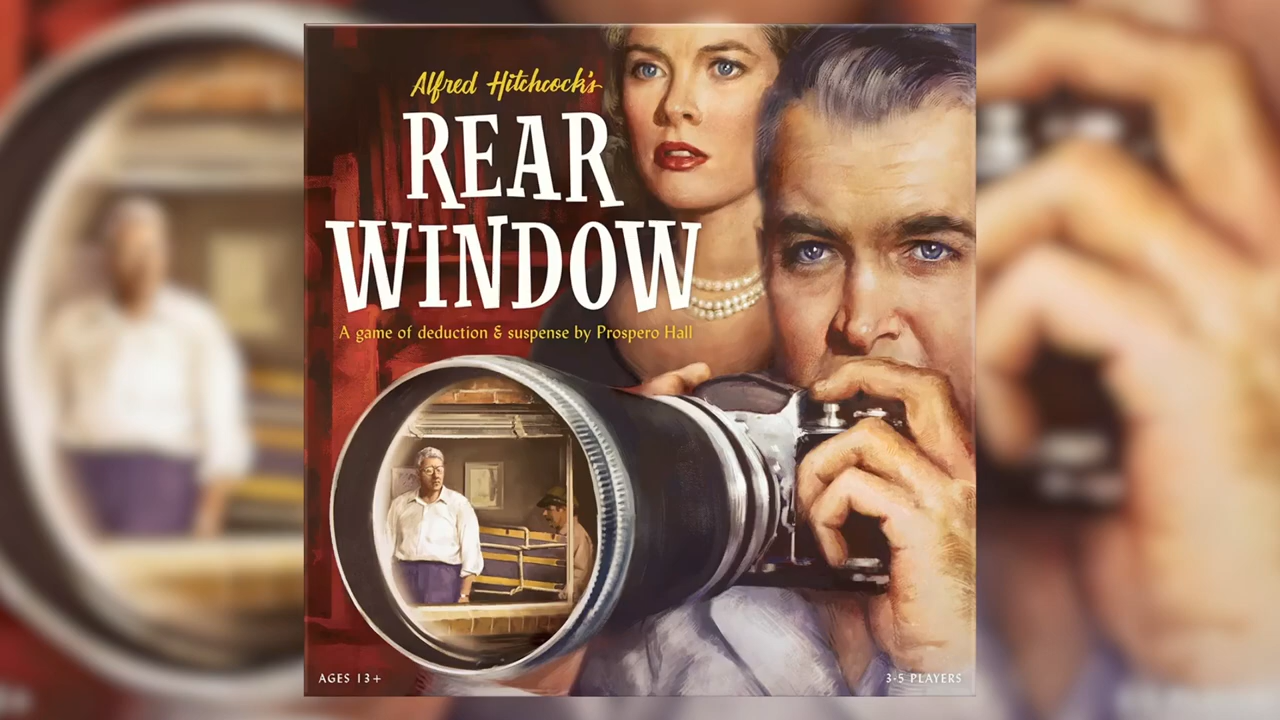 Alfred Hitchcock's
REAR
WINDOW
A game of deduction & suspense by Prospero Hall
AGES 13+
3-5 PLAYERS